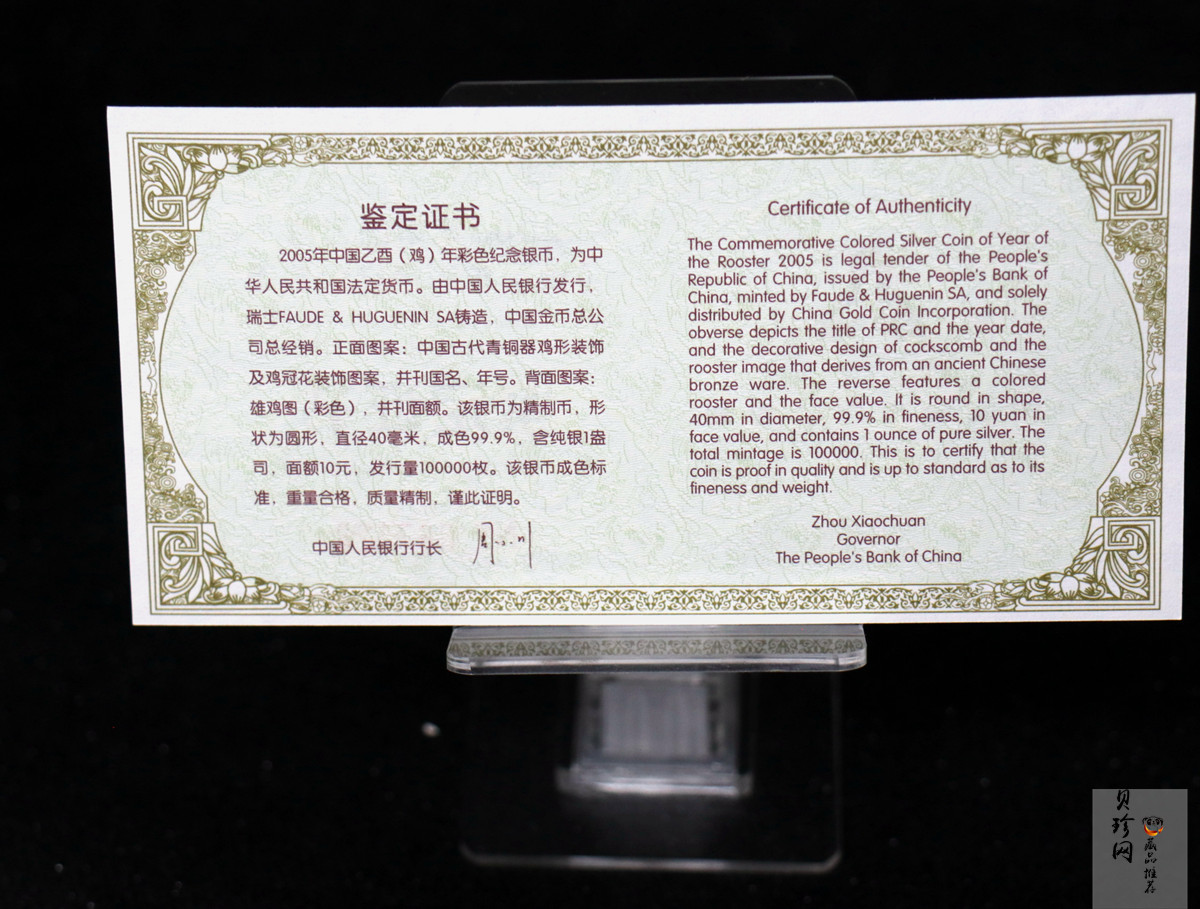 鉴定证书
2005年中国乙酉（鸡）年彩色纪念银币，为中
华人民共和国法定货币。由中国人民银行发行，
瑞士FAUDE & HUGUENIN SA铸造，中国金币总公
司总经销。正面图案：中国古代青铜器鸡形装饰
及鸡冠花装饰图案，并刊国名、年号。背面图案：
雄鸡图（彩色），并刊面额。该银币为精制币，形
状为圆形，直径40毫米，成色99.9%，含纯银1盎
司，面额10元，发行量100000枚。该银币成色标
准，重量合格，质量精制，谨此证明。
中国人民银行行长
Certificate of Authenticity
The Commemorative Colored Silver Coin of Year of
the Rooster 2005 is legal tender of the People's
Republic of China, issued by the People's Bank of
China, minted by Faude & Huguenin SA, and solely
distributed by China Gold Coin Incorporation. The
obverse depicts the title of PRC and the year date,
and the decorative design of cockscomb and the
rooster image that derives from an ancient Chinese
bronze ware. The reverse features a colored
rooster and the face value. It is round in shape,
40mm in diameter, 99.9% in fineness, 10 yuan in
face value, and contains 1 ounce of pure silver. The
total mintage is 100000. This is to certify that the
coin is proof in quality and is up to standard as to its
fineness and weight.
Zhou Xiaochuan
Governor
The People's Bank of China
贝珍网
藏品推荐